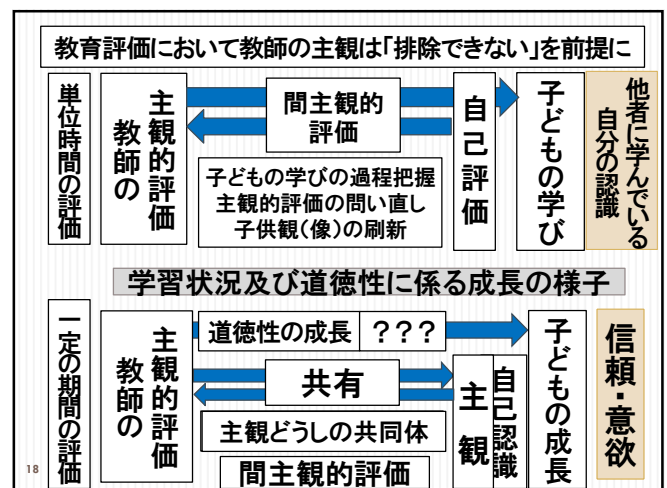 教育評価において教師の主観は「排除できない」を前提に
単位時間の評価
教師の
主観的評価
間主観的
評価
子どもの学びの過程把握
主観的評価の問い直し
子供観(像)の刷新
自己評価
子どもの学び
他者に学んでいる
自分の認識
学習状況及び道徳性に係る成長の様子
一定の期間の評価
教師の
主観的評価
道徳性の成長
???
共有
主観どうしの共同体
間主観的評価
主観
自己認識
子どもの成長
信頼・意欲
18